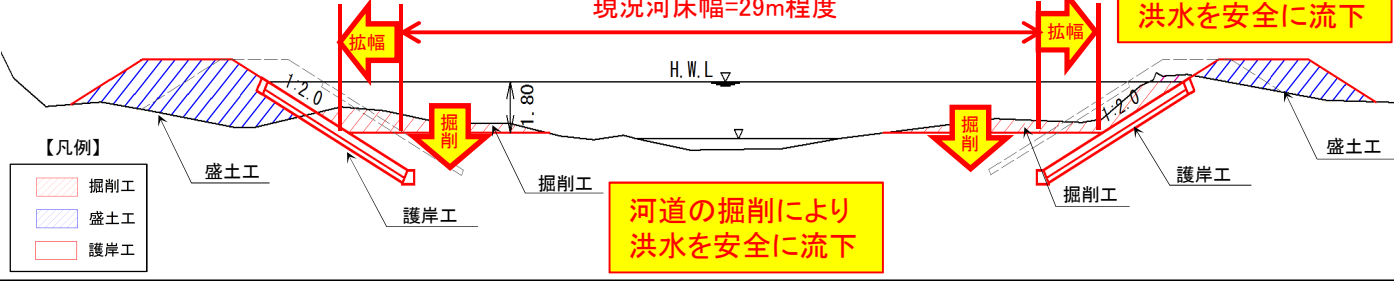 現況河床幅=29m程度
洪水を安全に流下
拡幅
拡幅
H.W.L
1:2.0
1.80
1:2.0
掘削
掘削
【凡例】
掘削工
盛土工
護岸工
盛土工
護岸工
掘削工
河道の掘削により
洪水を安全に流下
掘削工
護岸工
盛土工